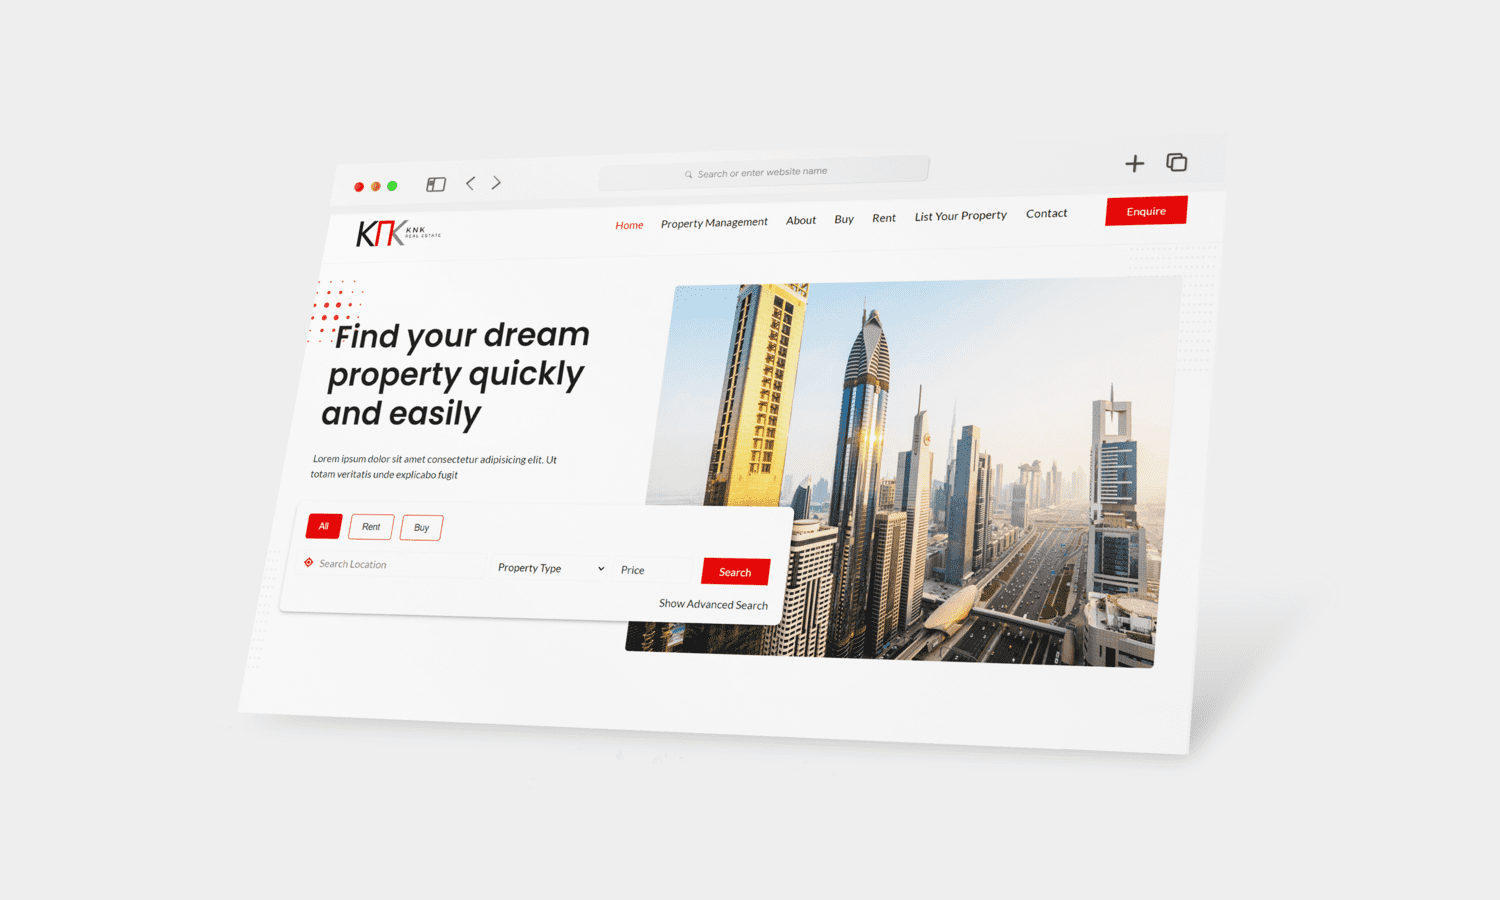 Search or enter website name
KNK
KNK
REAL ESTATE
Home
Property Management
About
Buy
Rent
List Your Property
Contact
Enquire
Find your dream
property quickly
and easily
Lorem ipsum dolor sit amet consectetur adipisicing elit. Ut
totam veritatis unde explicabo fugit
All
Rent
Buy
Search Location
Property Type
Price
Search
Show Advanced Search